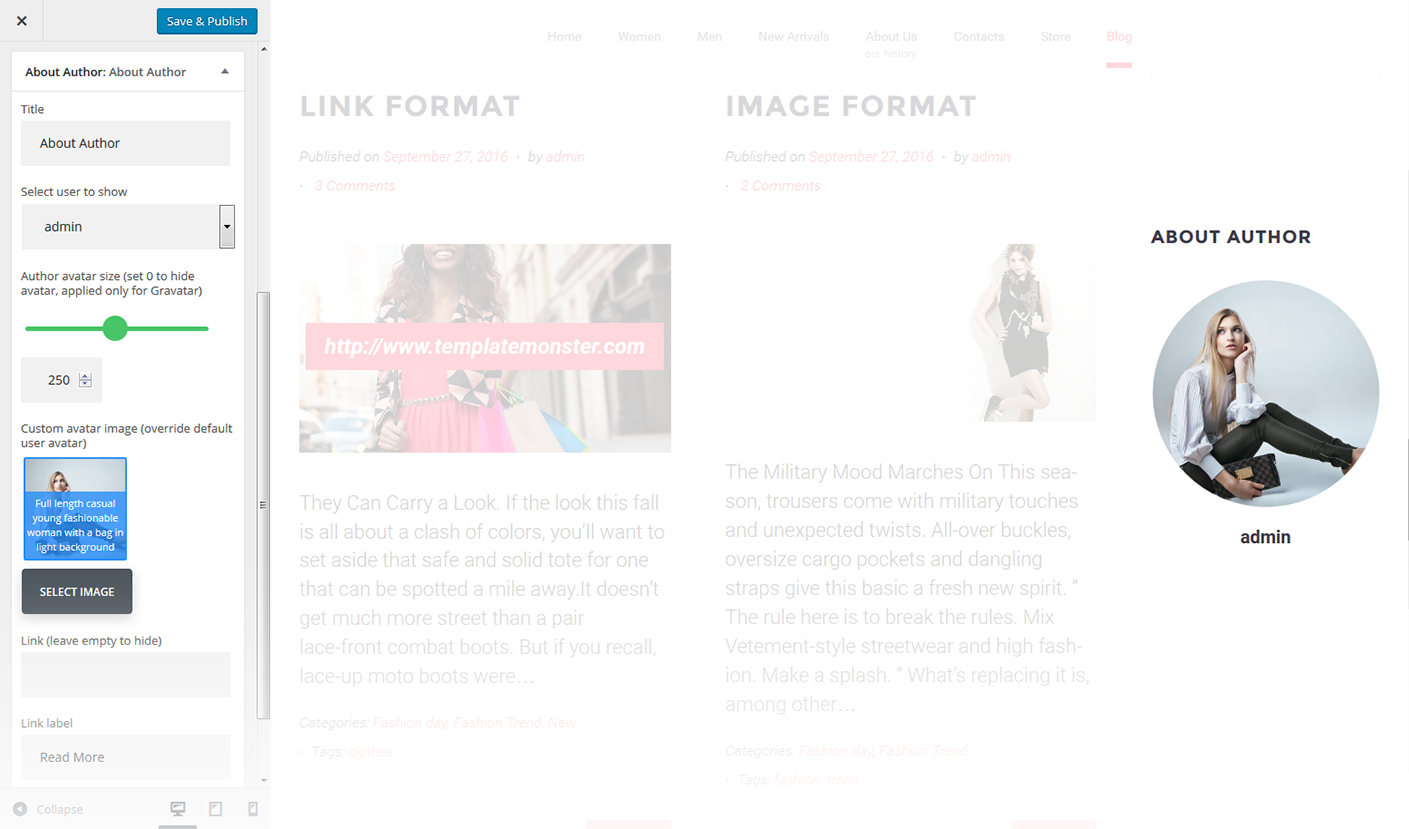 Save & Publish
About Author: About Author
Title
About Author
Select user to show
admin
Author avatar size (set 0 to hide
avatar, applied only for Gravatar)
250
Custom avatar image (override default
user avatar)
Full length casual
young fashionable
woman with a bag in
light background
SELECT IMAGE
Link (leave empty to hide)
Link label
Read More
Collapse
Home Women Men New Arrivals About Us Contacts Store Blog
our history
LINK FORMAT
Published on September 27, 2016 • by admin
• 3 Comments
http://www.templatemonster.com
They Can Carry a Look. If the look this fall
is all about a clash of colors, you’ll want to
set aside that safe and solid tote for one
that can be spotted a mile away.It doesn’t
get much more street than a pair
lace-front combat boots. But if you recall,
lace-up moto boots were…
Categories: Fashion day, Fashion Trend, New
• Tags: clothes
IMAGE FORMAT
Published on September 27, 2016 • by admin
• 2 Comments
The Military Mood Marches On This sea-
son, trousers come with military touches
and unexpected twists. All-over buckles,
oversize cargo pockets and dangling
straps give this basic a fresh new spirit. ”
The rule here is to break the rules. Mix
Vetement-style streetwear and high fash-
ion. Make a splash. “ What’s replacing it is,
among other…
Categories: Fashion day, Fashion Trend
• Tags: fashion, trend
ABOUT AUTHOR
admin